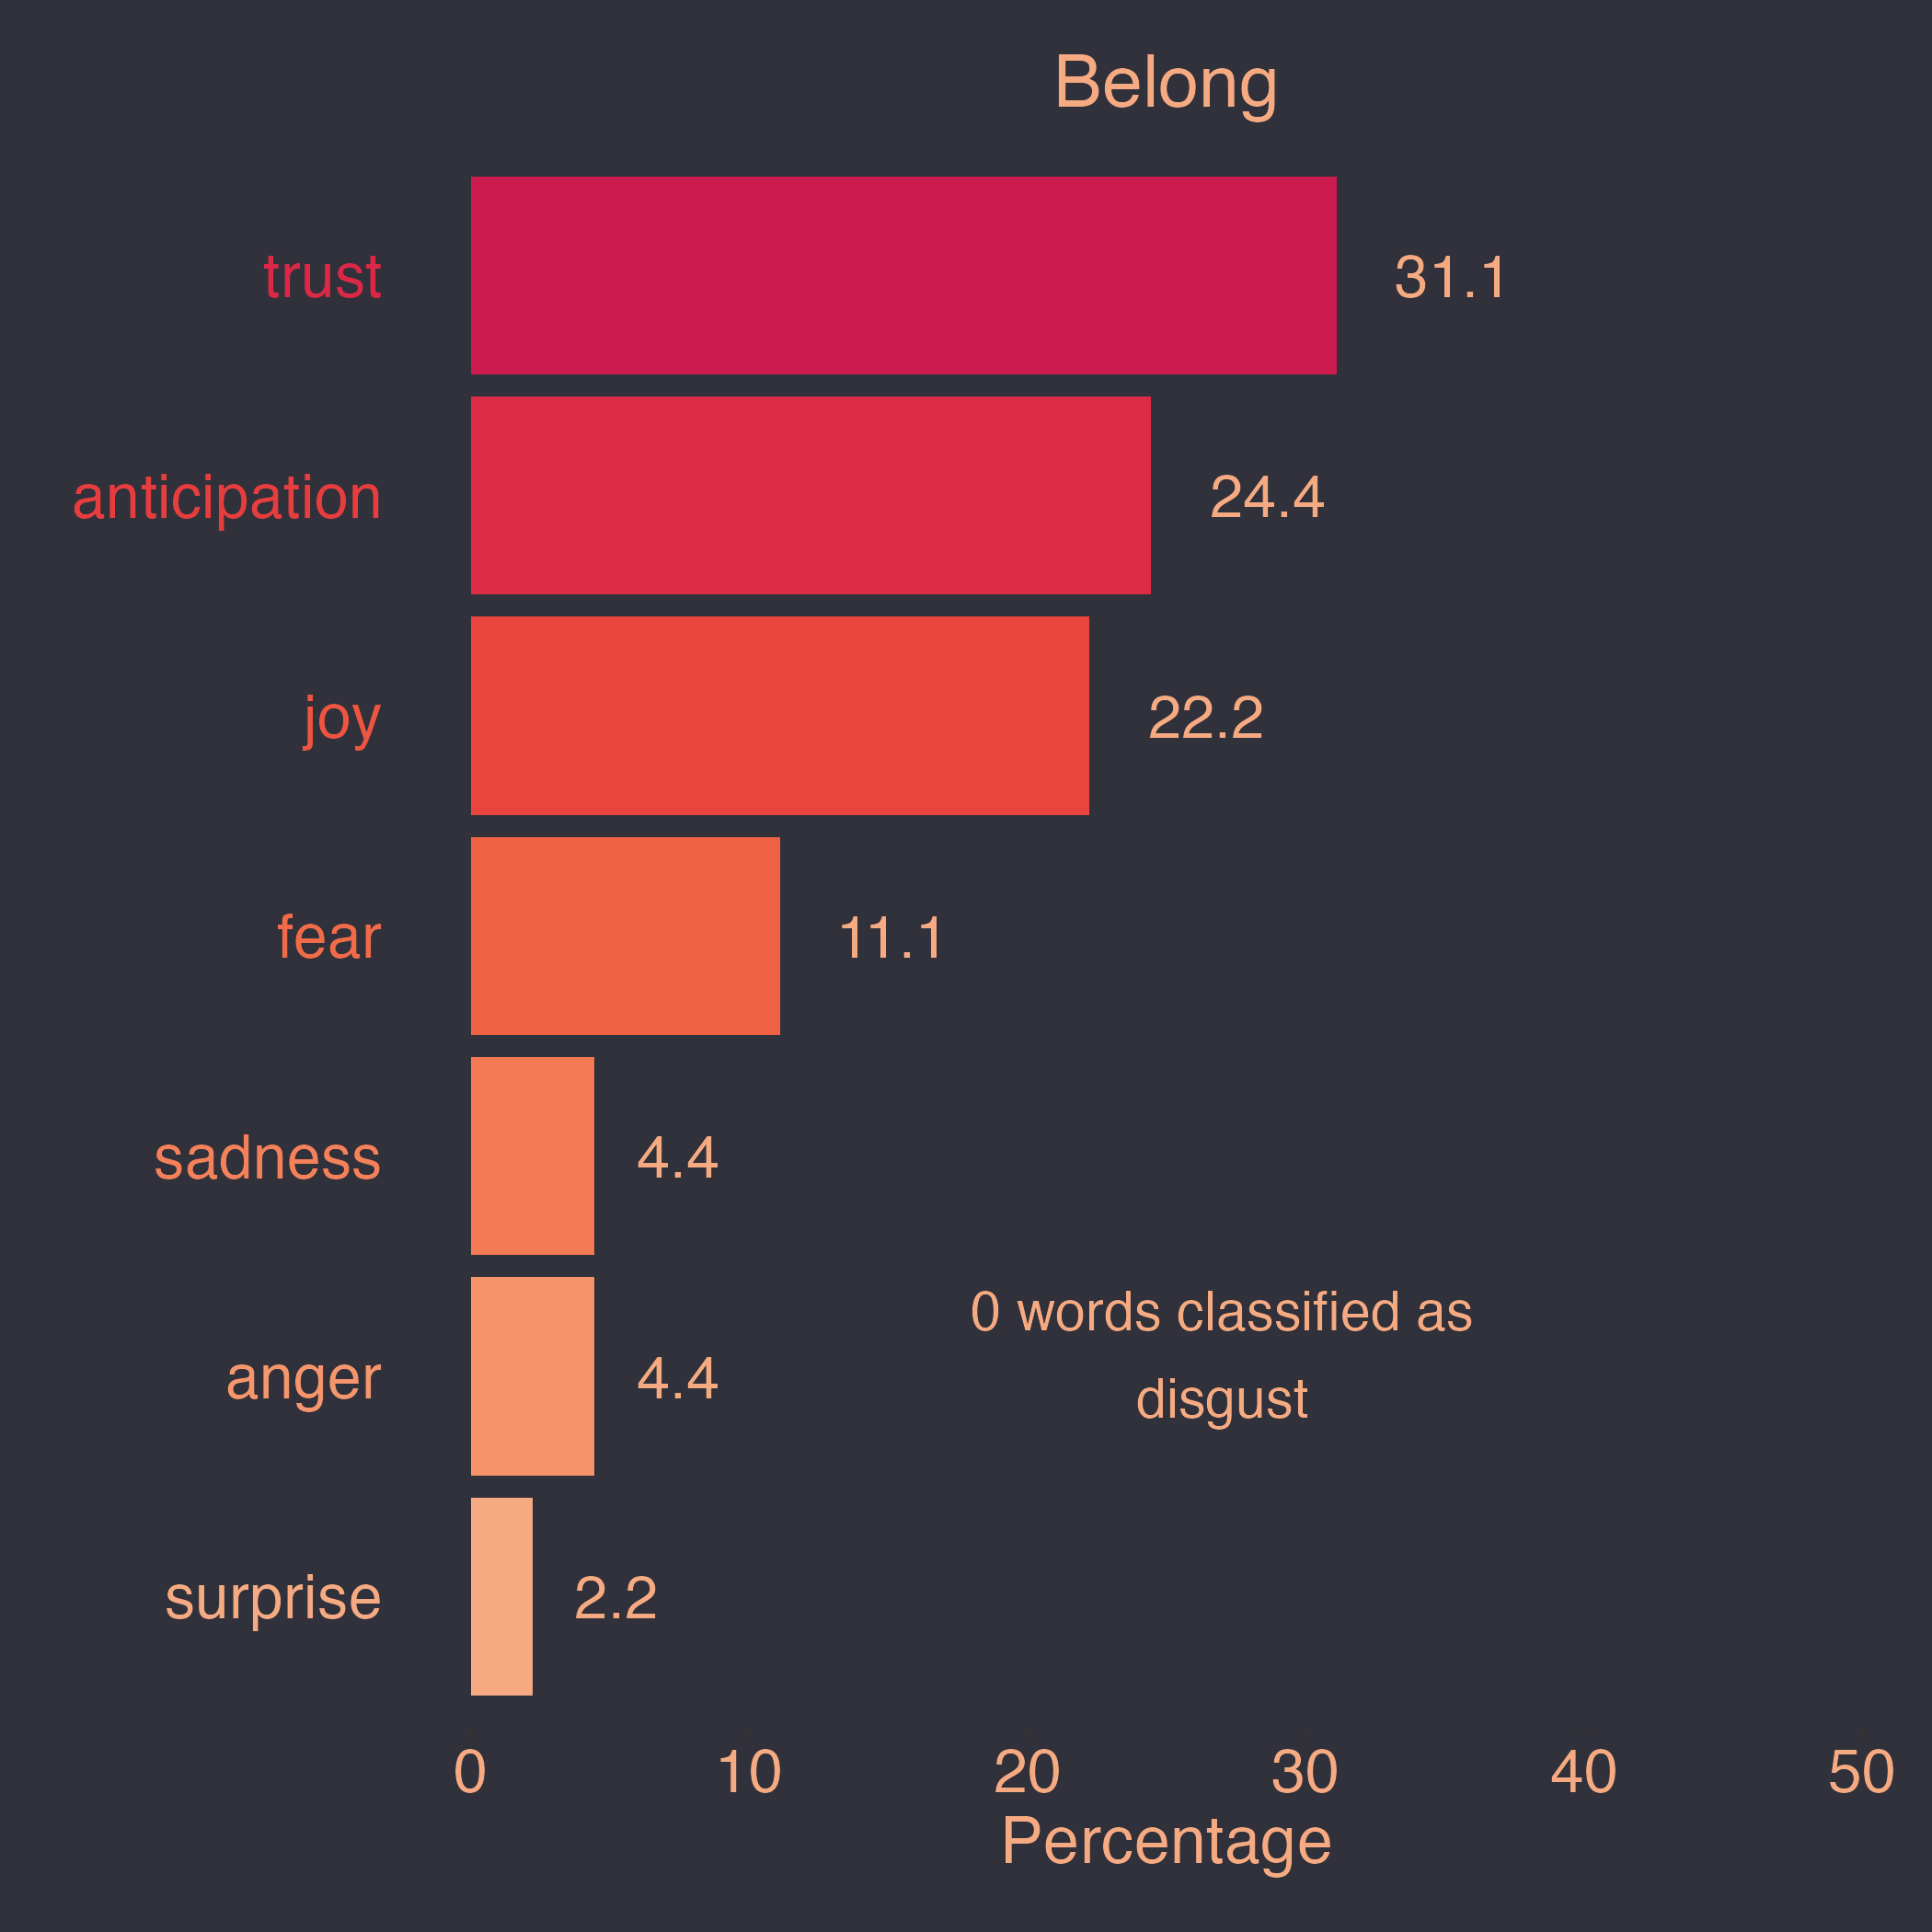 Belong
trust
31.1
anticipation
24.4
joy
22.2
fear
11.1
sadness
4.4
anger
4.4
0 words classified as
disgust
surprise
2.2
0 10 20 30 40 50
Percentage